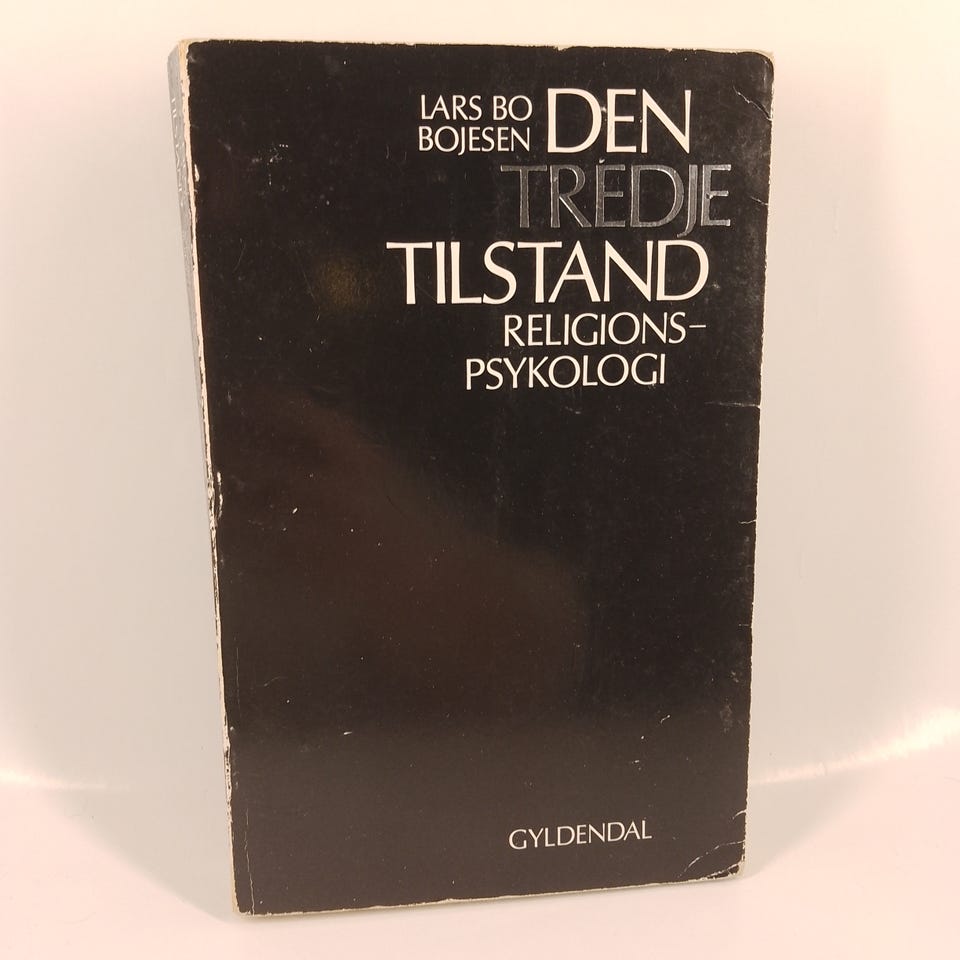 LARS BO
BOJESEN
DEN
TREDJE
TILSTAND
RELIGIONS-
PSYKOLOGI
GYLDENDAL